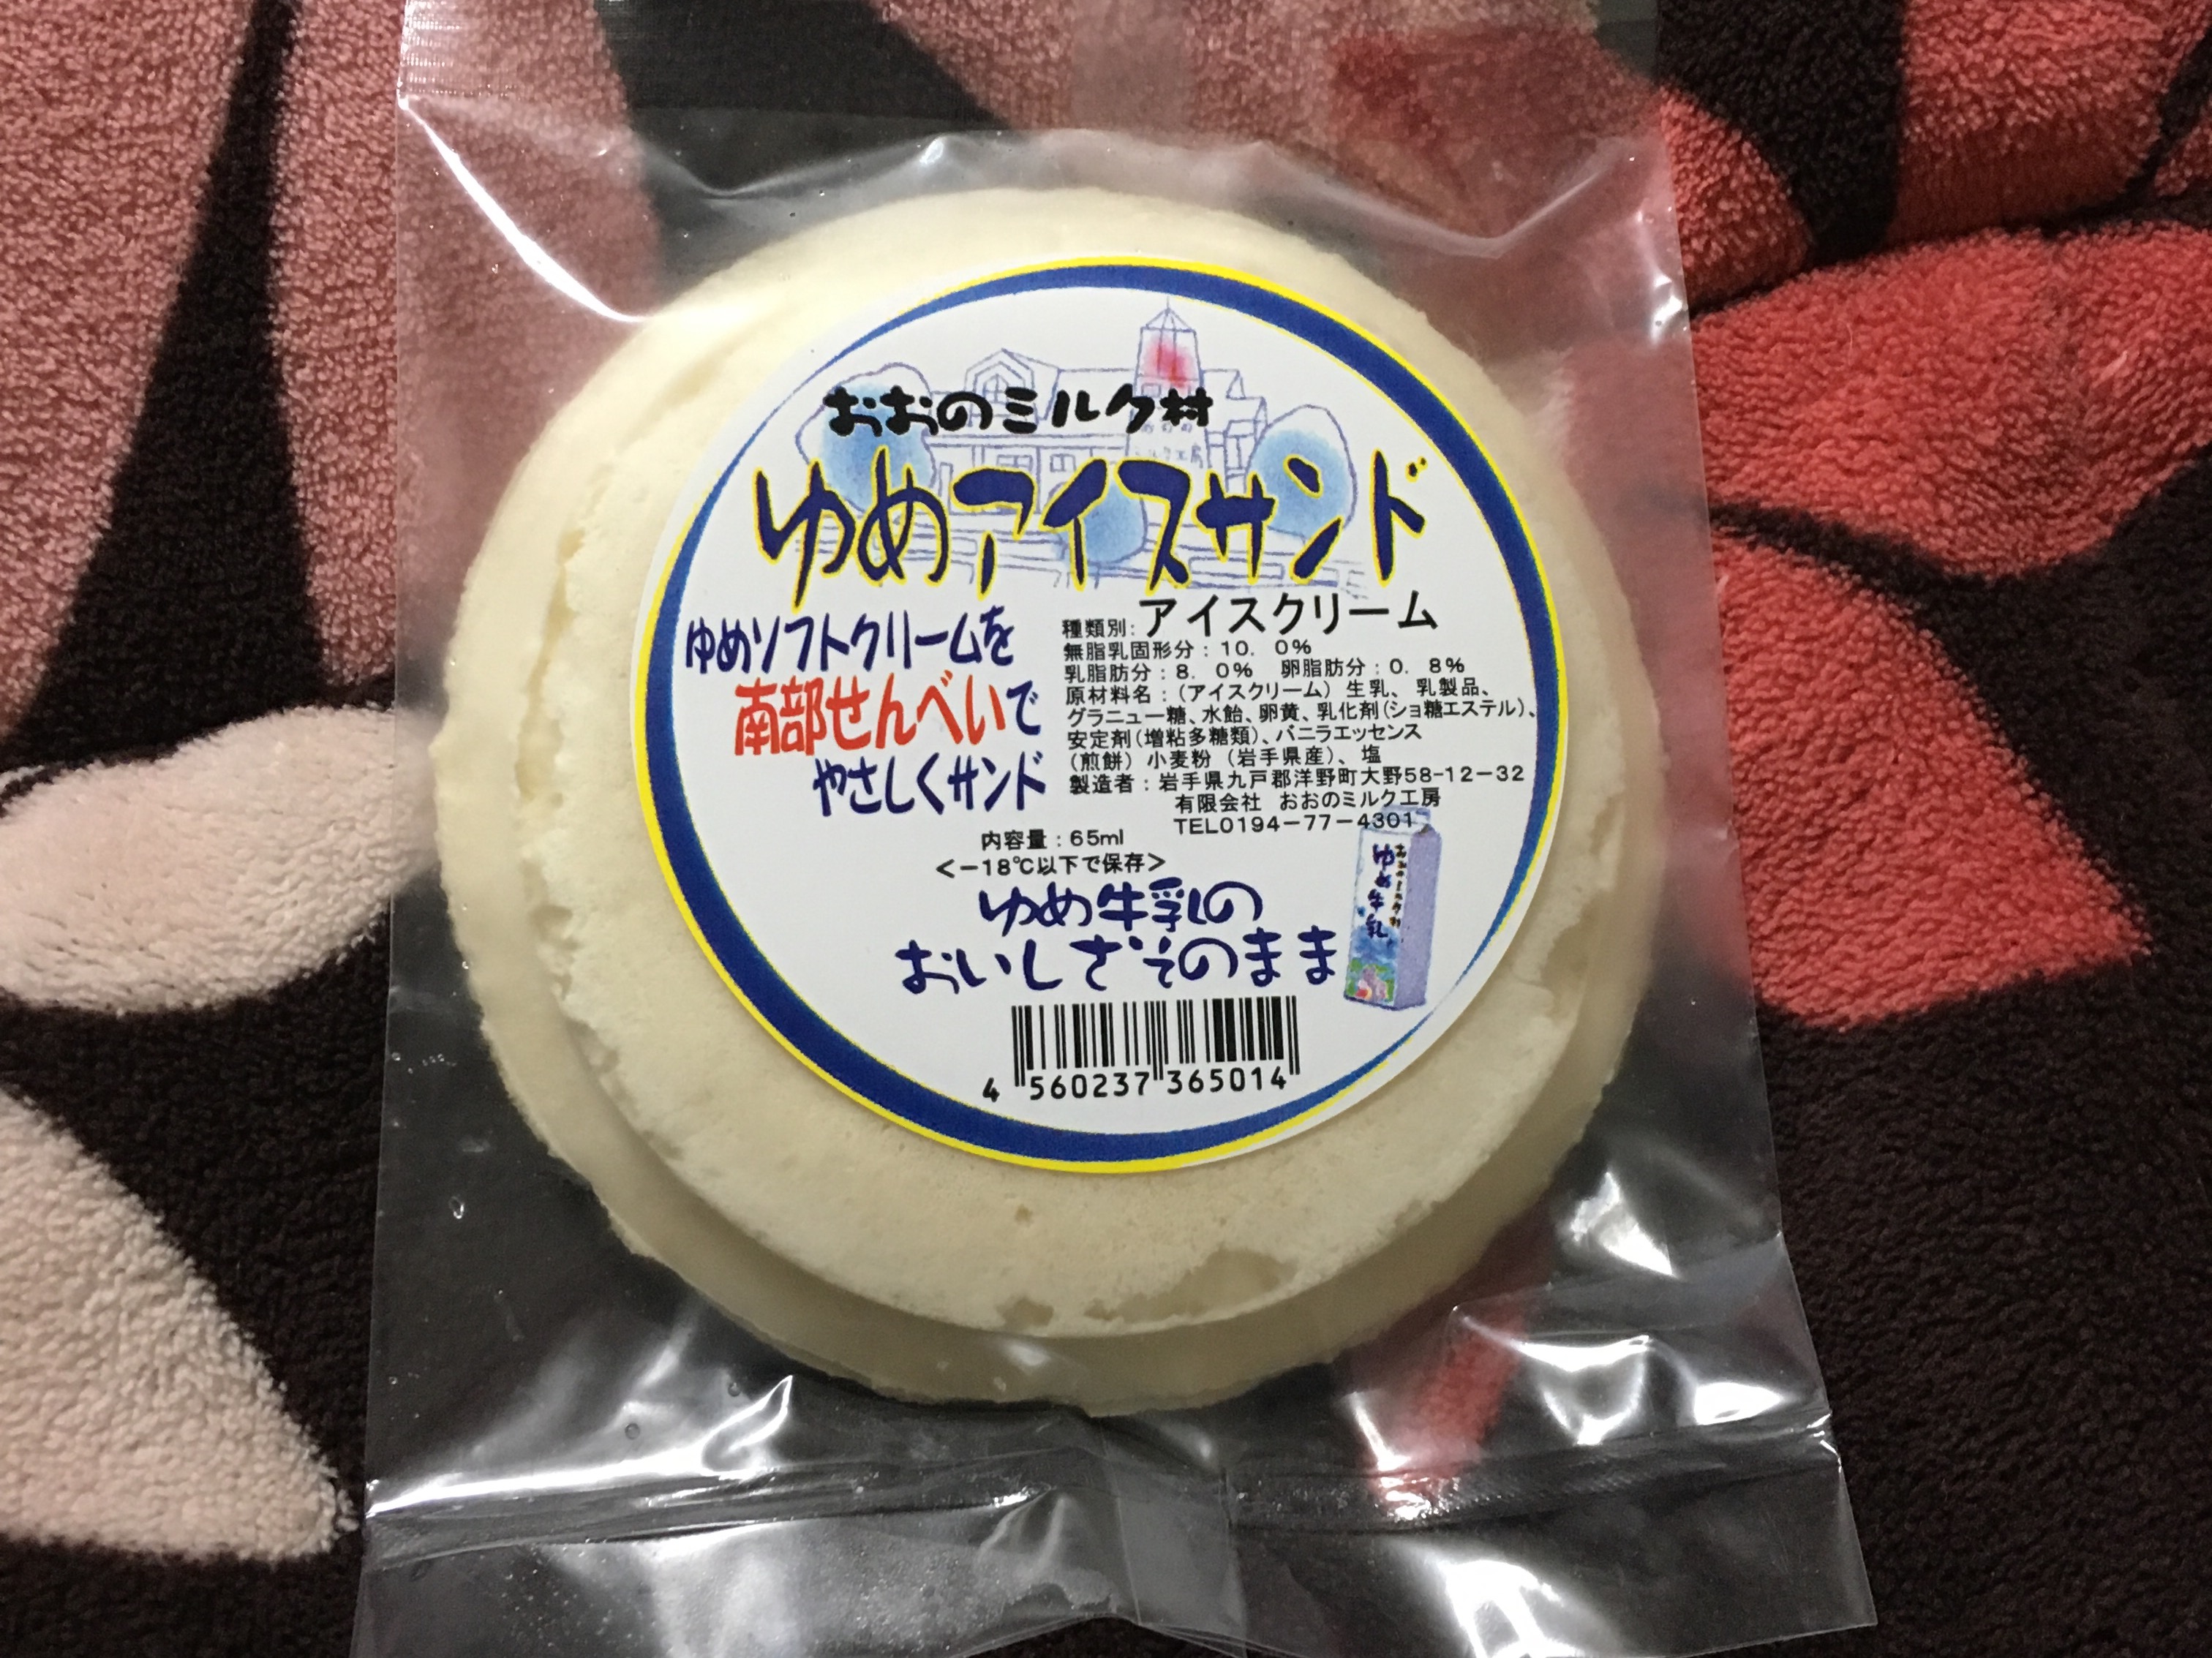 おおのミルク村
ゆめアイスサンド
ゆめソフトクリームを
南部せんべいで
やさしくサンド
種類別:アイスクリーム
無脂乳固形分：10．0％
乳脂肪分：8．0％　卵脂肪分：0．8％
原材料名：（アイスクリーム）生乳、乳製品、
グラニュー糖、水飴、卵黄、乳化剤(ショ糖エステル)、
安定剤(増粘多糖類)、バニラエッセンス
（煎餅）小麦粉（岩手県産）、塩
製造者：岩手県九戸郡洋野町大野58-12-32
有限会社　おおのミルク工房
TEL0194-77-4301
内容量：65ml
＜-18℃以下で保存＞
ゆめ牛乳の
おいしさそのまま
おおのミルク村
ゆめ牛乳
4 560237 365014